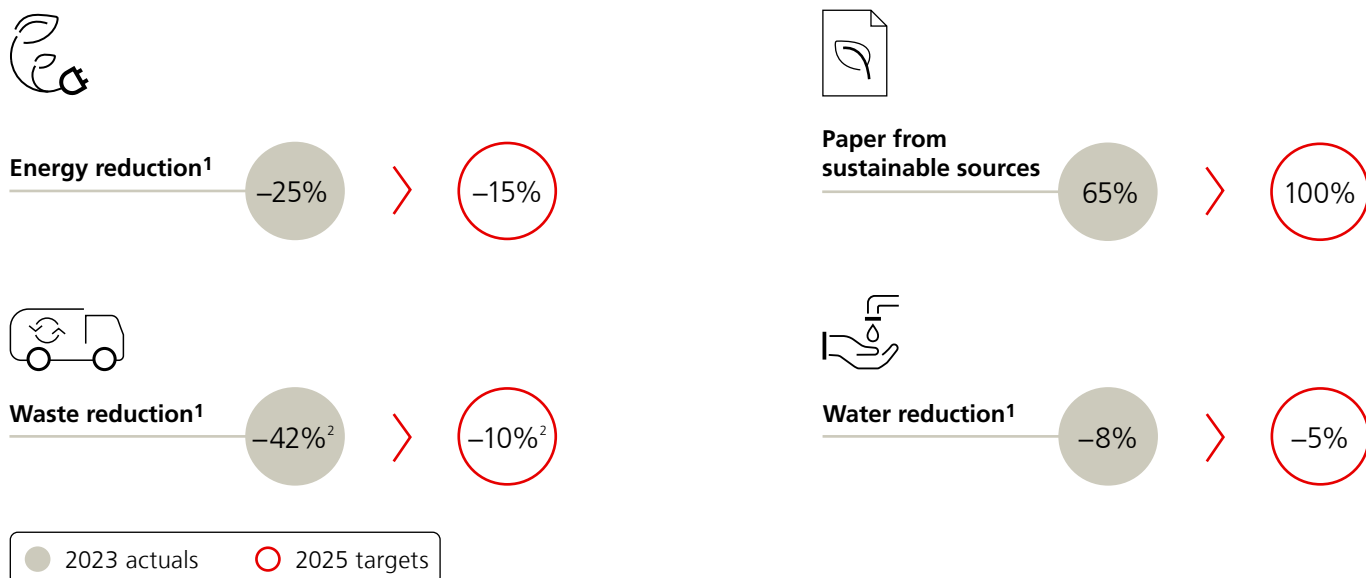 Energy reduction¹
–25%
–15%
Paper from
sustainable sources
65%
100%
Waste reduction¹
–42%²
–10%²
Water reduction¹
–8%
–5%
2023 actuals
2025 targets